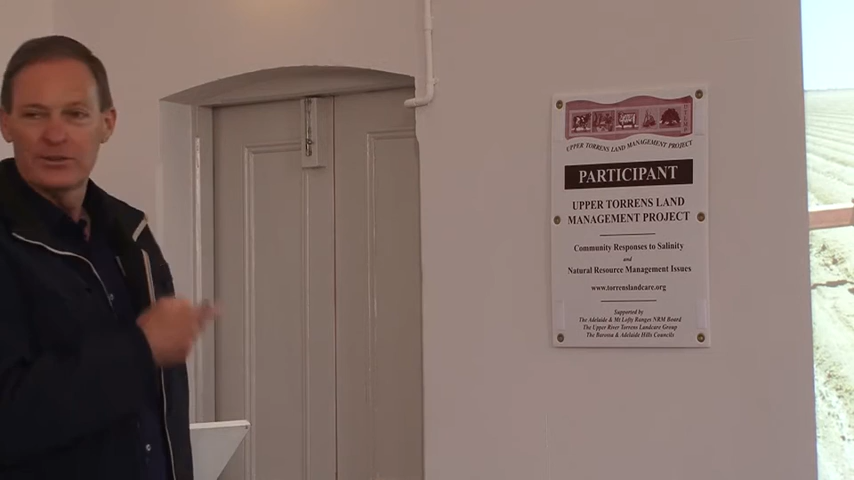 UPPER TORRENS LAND MANAGEMENT PROJECT
PARTICIPANT
UPPER TORRENS LAND
MANAGEMENT PROJECT
Community Responses to Salinity
and
Natural Resource Management Issues
www.torrenslandcare.org
Supported by
The Adelaide & Mt Lofty Ranges NRM Board
The Upper River Torrens Landcare Group
The Barossa & Adelaide Hills Councils